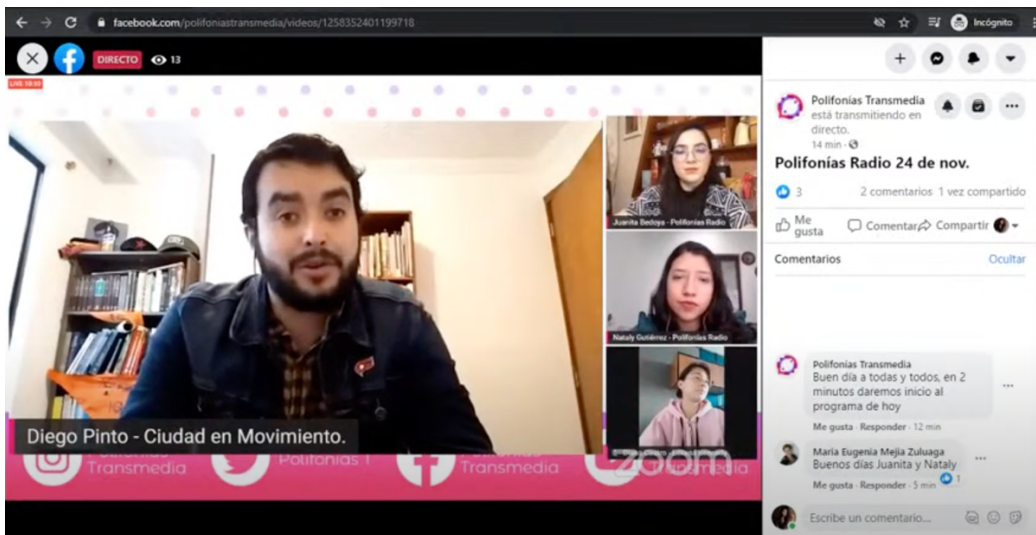 facebook.com/polifoniastransmedia/videos/1258352401199718
Incógnito
DIRECTO
13
LIVE
Juanita Bedoya - Polifonías Radio
Nataly Gutiérrez - Polifonías Radio
Diego Pinto - Ciudad en Movimiento.
Transmedia
Polifonías T
Transmedia
zoom
Transmedia
Polifonías Transmedia
está transmitiendo en
directo.
14 min ·
Polifonías Radio 24 de nov.
3
2 comentarios 1 vez compartido
Me
gusta
Comentar
Compartir
Comentarios
Ocultar
Polifonías Transmedia
Buen día a todas y todos, en 2
minutos daremos inicio al
programa de hoy
Me gusta · Responder · 12 min
Maria Eugenia Mejia Zuluaga
Buenos días Juanita y Nataly
1
Me gusta · Responder · 5 min
Escribe un comentario...